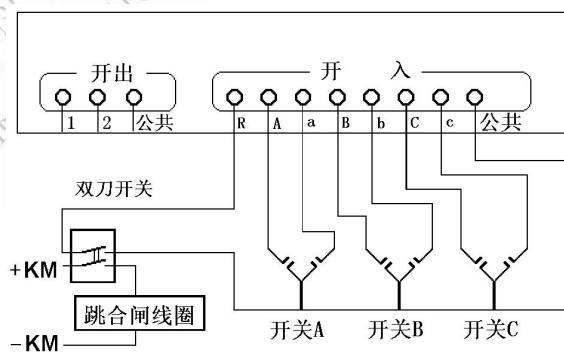 开出
开 入
1 2 公共
R A a B b C c 公共
双刀开关
+KM
跳合闸线圈
-KM
开关A 开关B 开关C